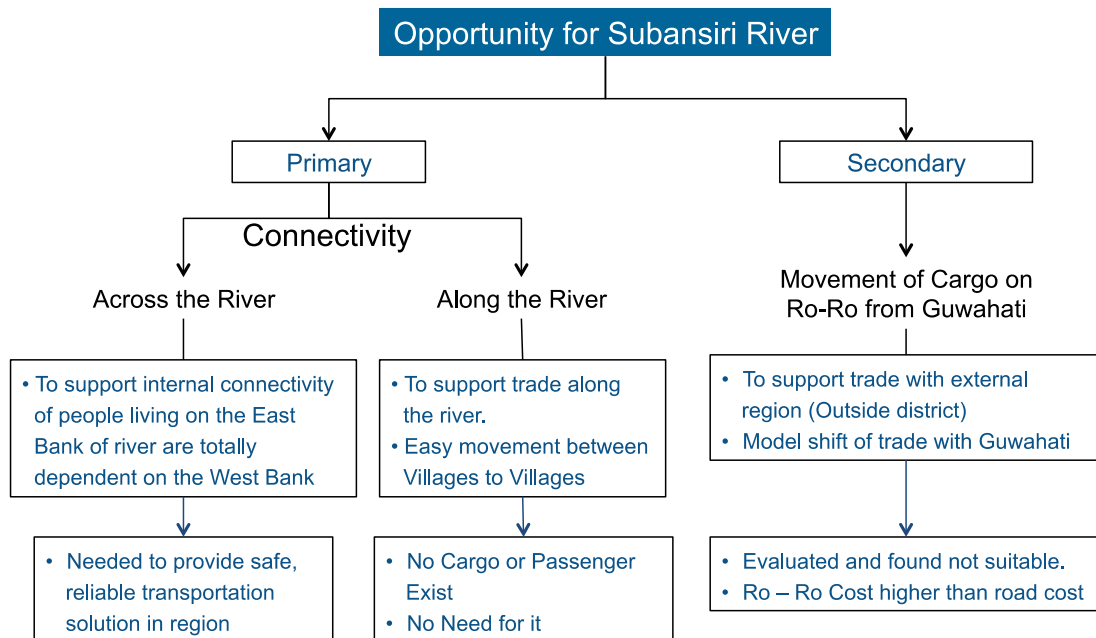 Opportunity for Subansiri River
Primary
Secondary
Connectivity
Across the River
Along the River
Movement of Cargo on
Ro-Ro from Guwahati
• To support internal connectivity
of people living on the East
Bank of river are totally
dependent on the West Bank
• To support trade along
the river.
• Easy movement between
Villages to Villages
• To support trade with external
region (Outside district)
• Model shift of trade with Guwahati
• Needed to provide safe,
reliable transportation
solution in region
• No Cargo or Passenger
Exist
• No Need for it
• Evaluated and found not suitable.
• Ro – Ro Cost higher than road cost